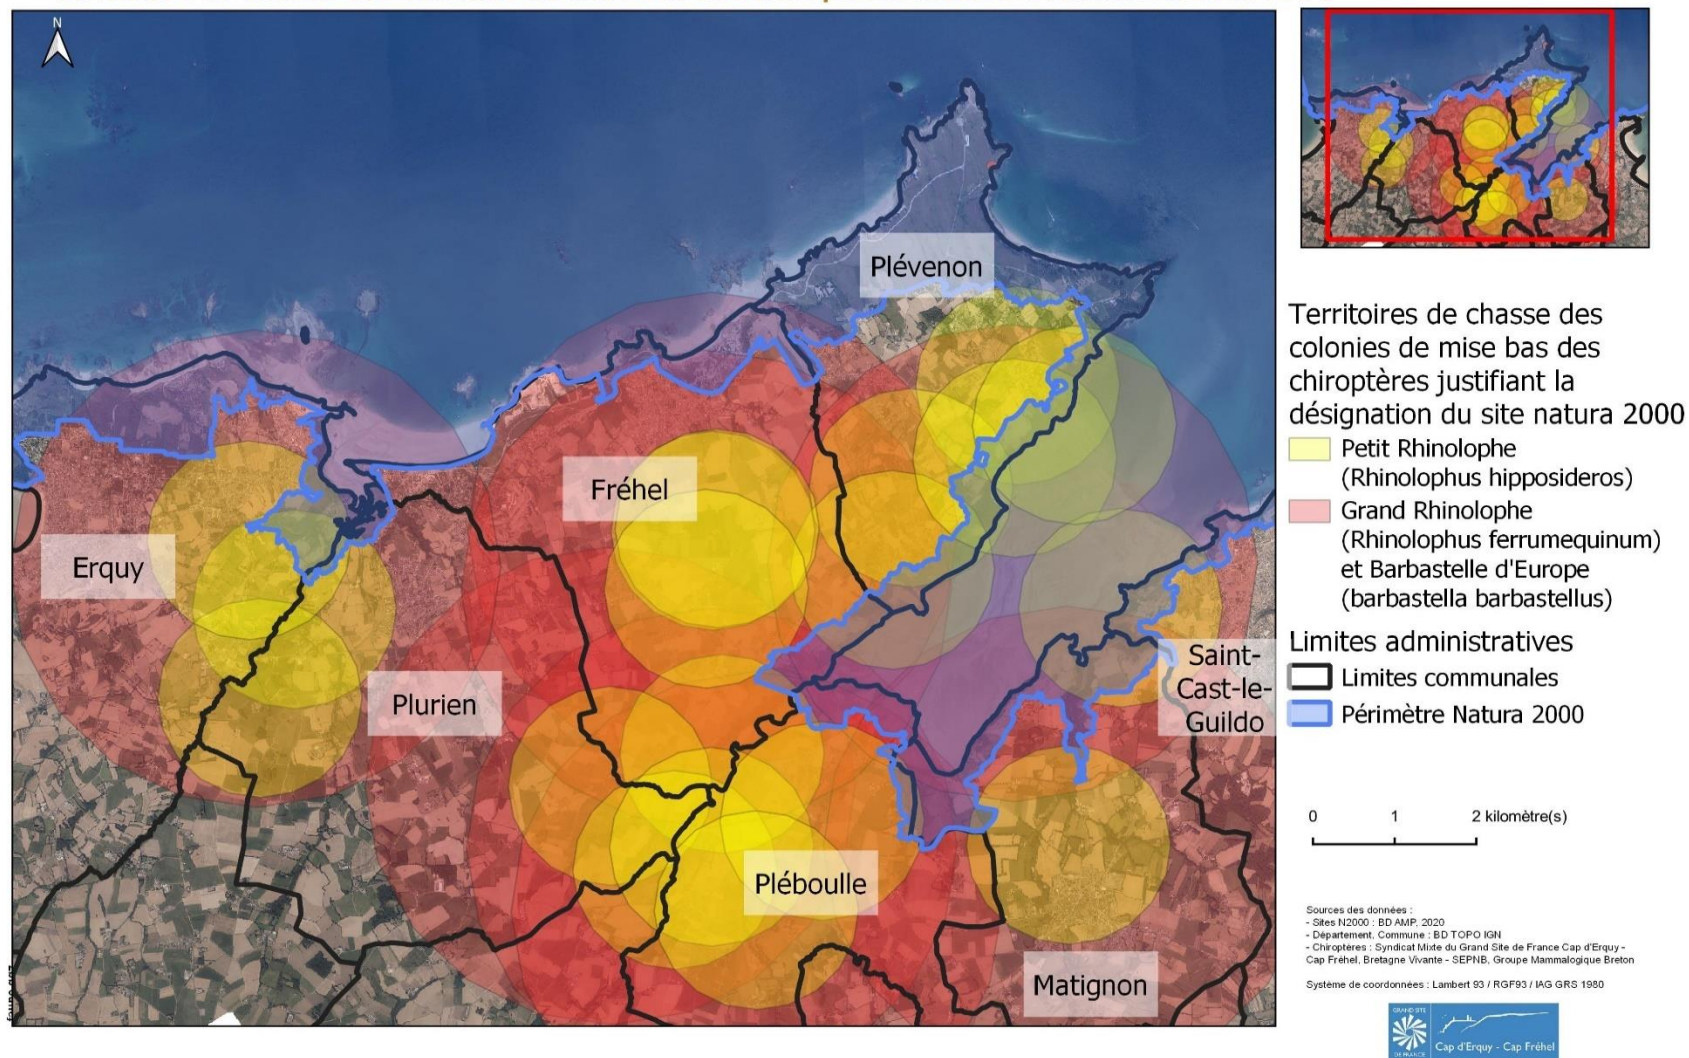 N
Plévenon
Fréhel
Erquy
Plurien
Saint-
Cast-le-
Guildo
Pléboulle
Matignon
Territoires de chasse des
colonies de mise bas des
chiroptères justifiant la
désignation du site natura 2000
Petit Rhinolophe
(Rhinolophus hipposideros)
Grand Rhinolophe
(Rhinolophus ferrumequinum)
et Barbastelle d'Europe
(barbastella barbastellus)
Limites administratives
Limites communales
Périmètre Natura 2000
0 1 2 kilomètre(s)
Sources des données :
- Sites N2000 : BD AMP, 2020
- Département, Commune : BD TOPO IGN
- Chiroptères : Syndicat Mixte du Grand Site de France Cap d'Erquy –
Cap Fréhel, Bretagne Vivante - SEPNB, Groupe Mammalogique Breton
Système de coordonnées : Lambert 93 / RGF93 / IAG GRS 1980
GRAND SITE
DE FRANCE
Cap d'Erquy - Cap Fréhel